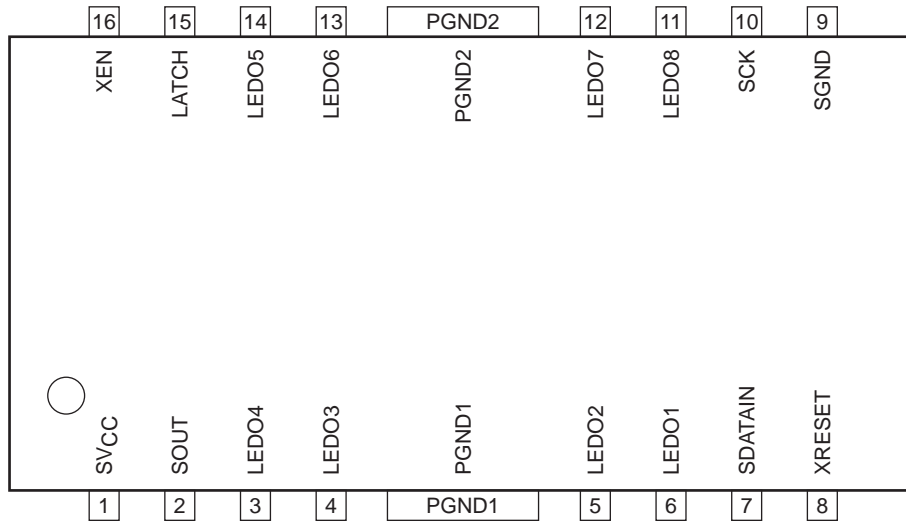 16 15 14 13 PGND2 12 11 10 9
XEN LATCH LEDO5 LEDO6 PGND2 LEDO7 LEDO8 SCK SGND
SVCC SOUT LEDO4 LEDO3 PGND1 LEDO2 LEDO1 SDATAIN XRESET
1 2 3 4 PGND1 5 6 7 8